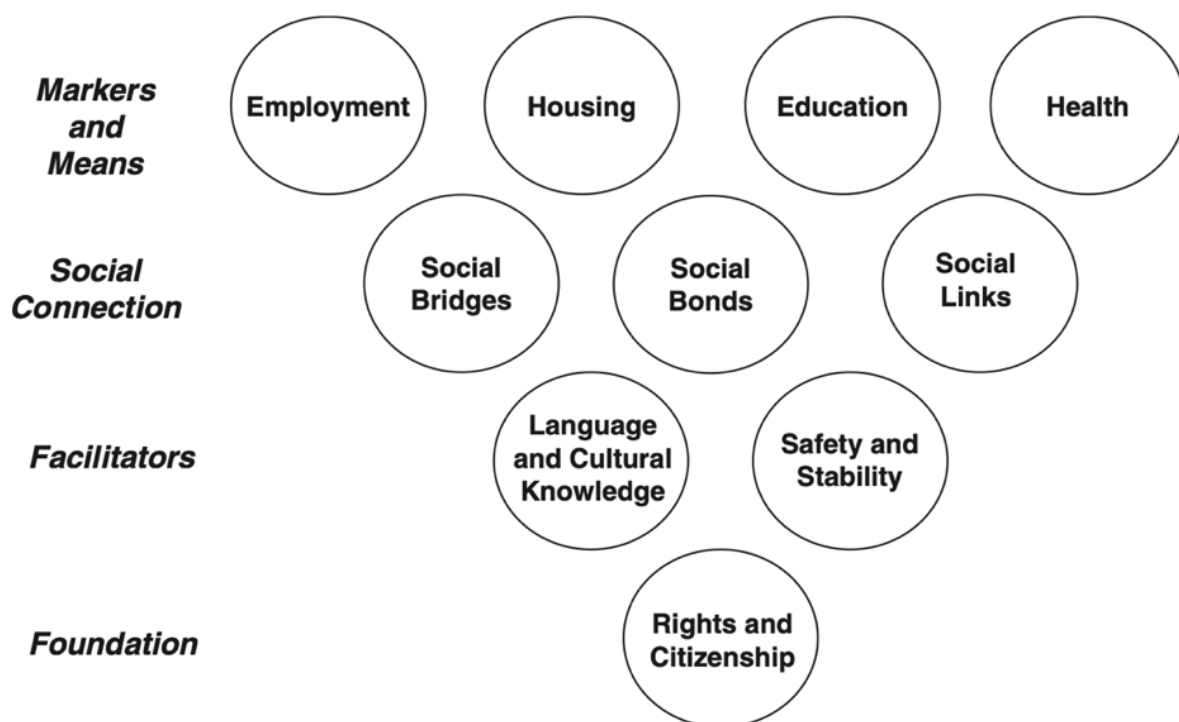 Markers
and
Means
Employment
Housing
Education
Health
Social
Connection
Social
Bridges
Social
Bonds
Social
Links
Facilitators
Language
and Cultural
Knowledge
Safety and
Stability
Foundation
Rights and
Citizenship